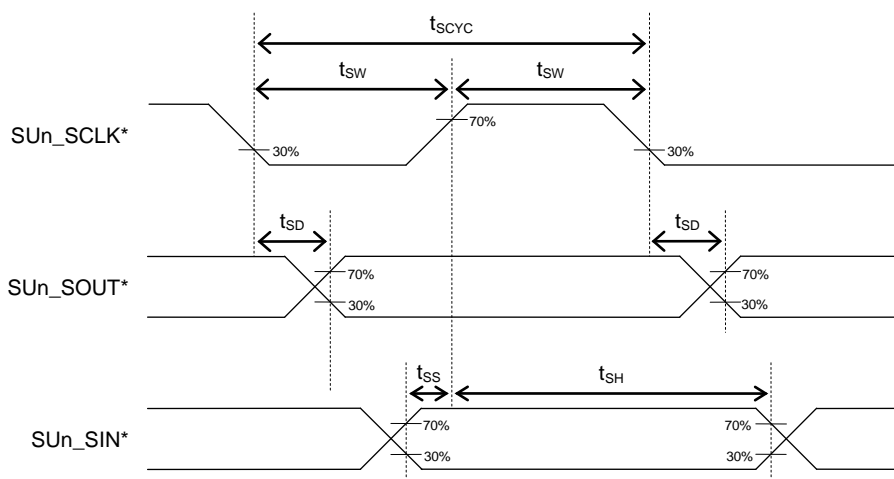 tSCYC
tSW tSW
SUn_SCLK*
70%
30% 30%
tSD tSD
SUn_SOUT*
70% 70%
30% 30%
tSS tSH
SUn_SIN*
70% 70%
30% 30%